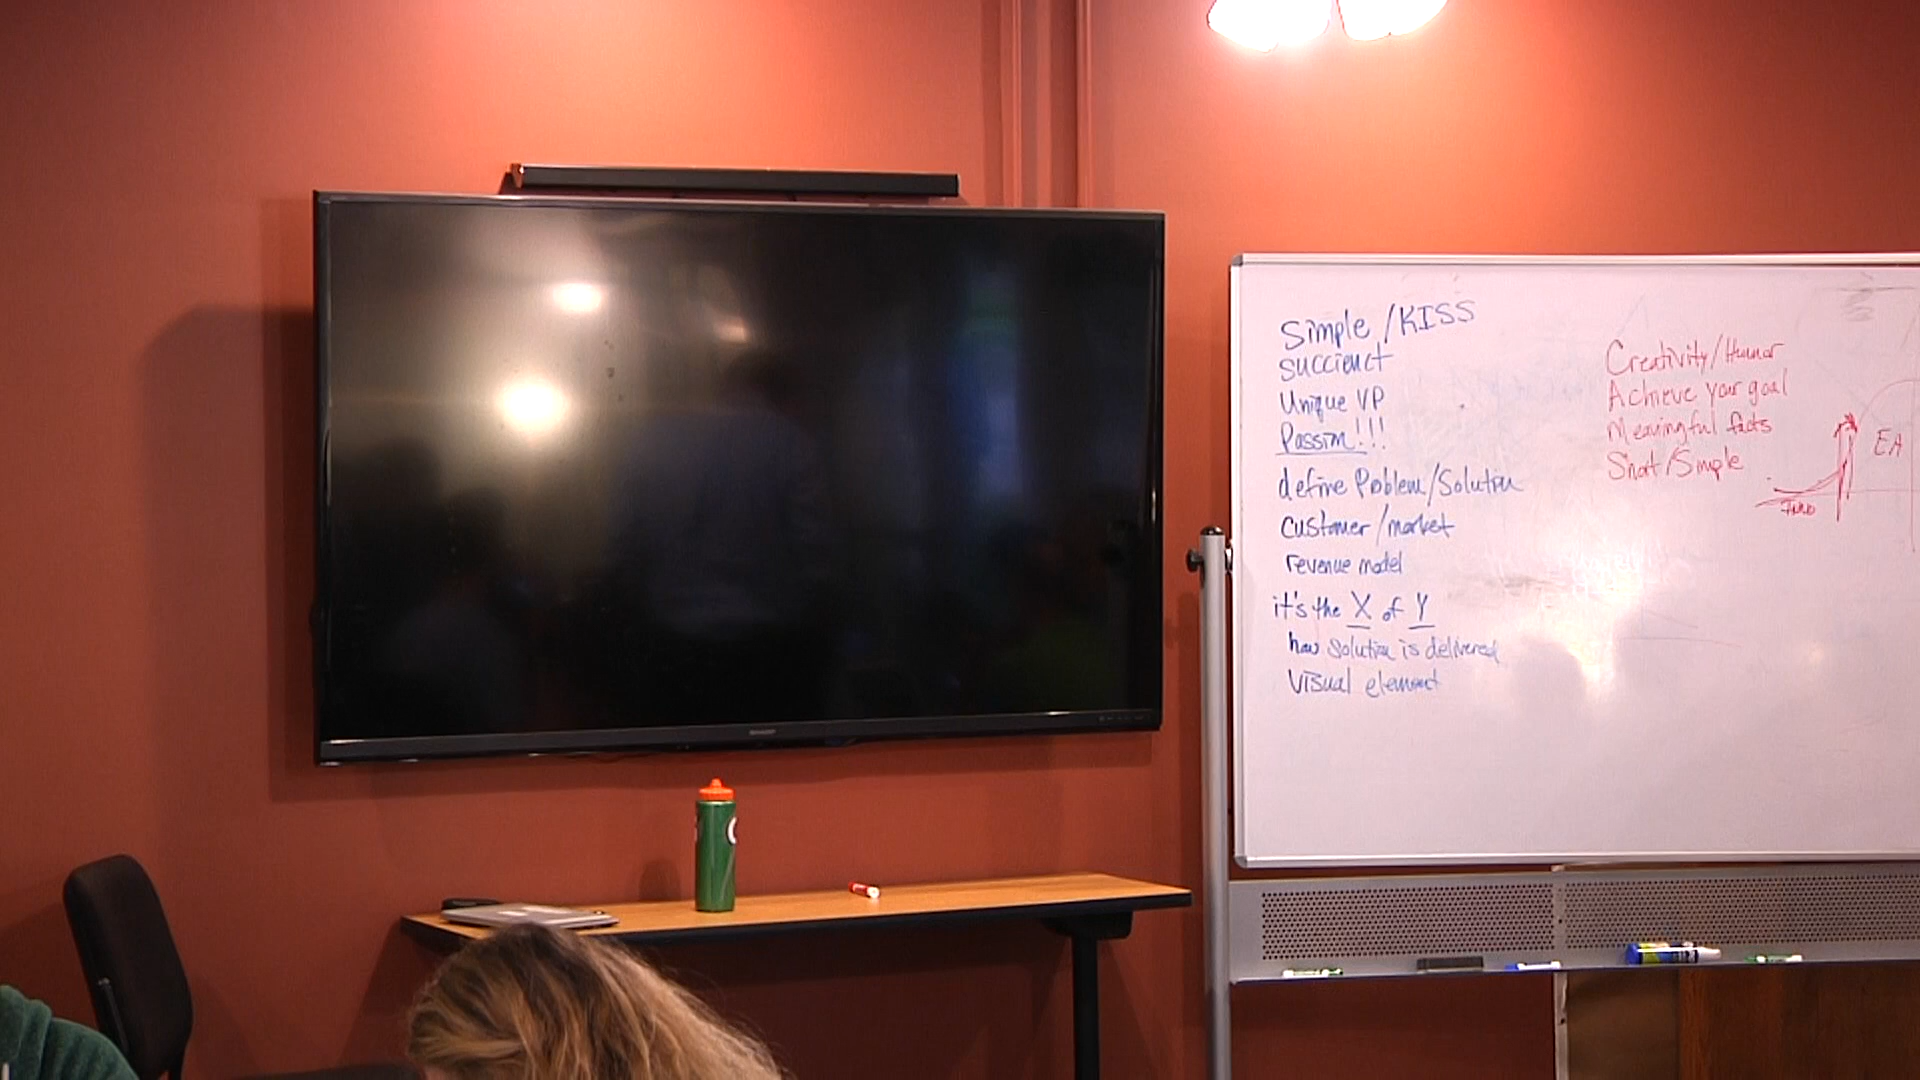 Simple/KISS
succienct
Unique VP
Passion!!!
define Problem/Solution
customer/market
revenue model
it's the X of Y
how solution is delivered
Visual element
Creativity/Humor
Achieve your goal
Meaningful facts
Short/Simple
EA
SHARP